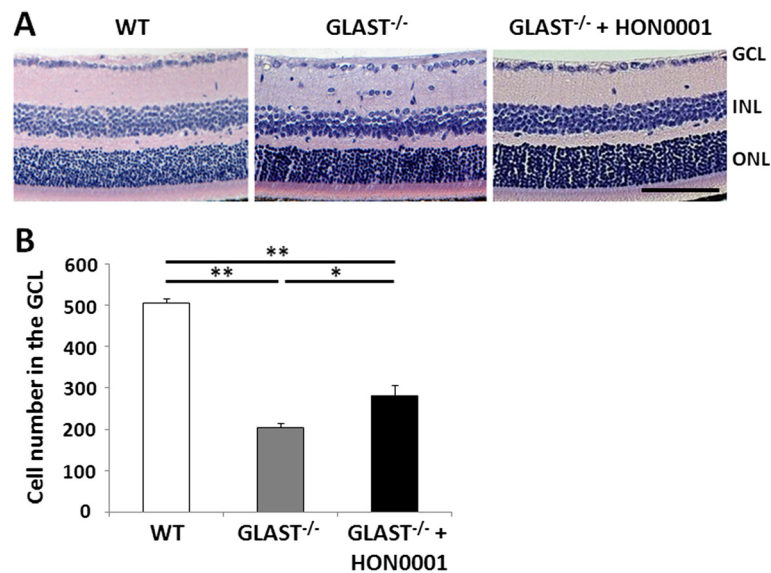 A
WT
GLAST-/-
GLAST-/- + HON0001
GCL
INL
ONL
B
**
**
*
Cell number in the GCL
600
500
400
300
200
100
0
WT
GLAST-/-
GLAST-/- +
HON0001